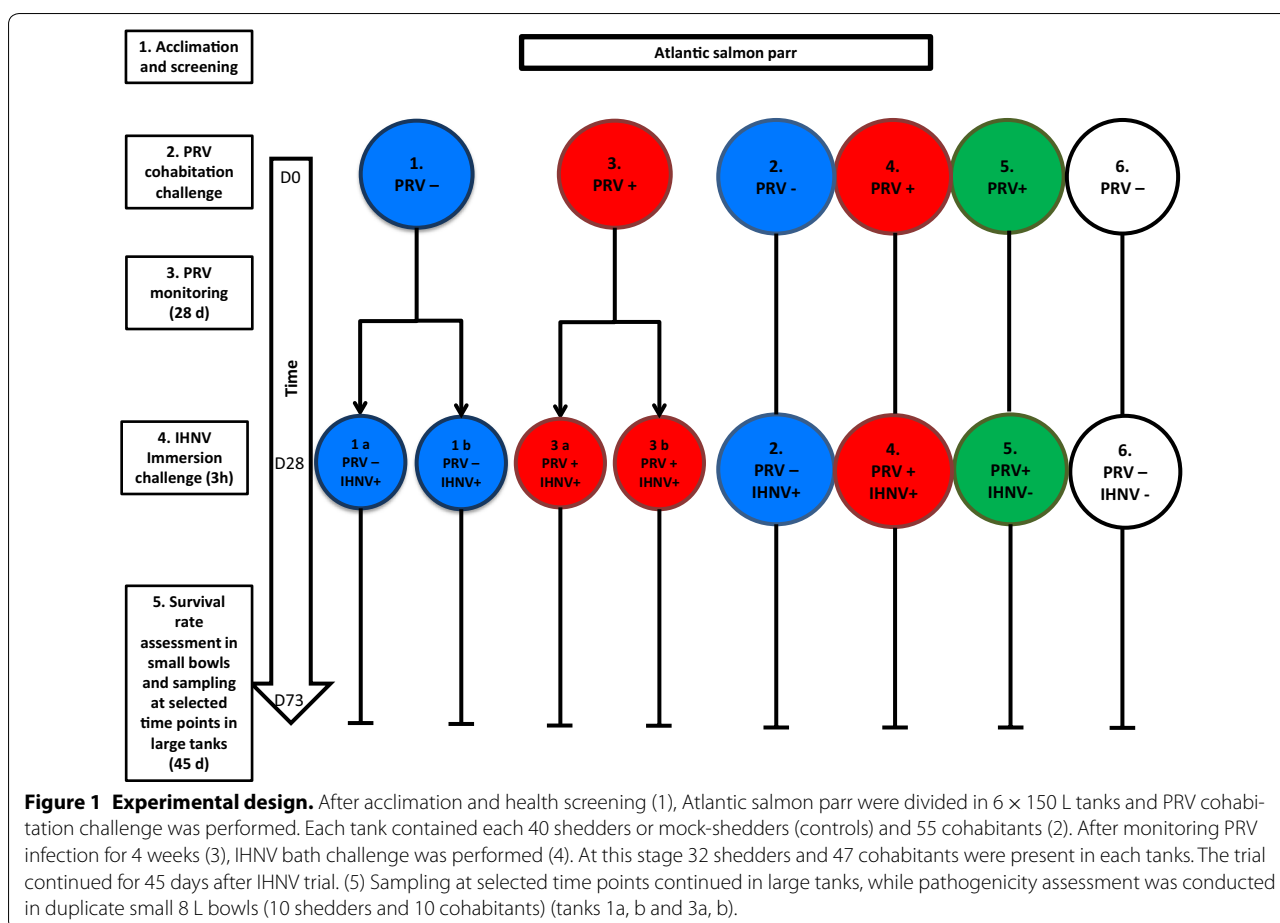 1. Acclimation
and screening
Atlantic salmon parr
2. PRV
cohabitation
challenge
D0
1.
PRV –
3.
PRV +
2.
PRV -
4.
PRV +
5.
PRV+
6.
PRV –
3. PRV
monitoring
(28 d)
Time
4. IHNV
Immersion
challenge (3h)
D28
1 a
PRV –
IHNV+
1 b
PRV –
IHNV+
3 a
PRV +
IHNV+
3 b
PRV +
IHNV+
2.
PRV –
IHNV+
4.
PRV +
IHNV+
5.
PRV+
IHNV-
6.
PRV –
IHNV -
5. Survival
rate
assessment in
small bowls
and sampling
at selected
time points in
large tanks
(45 d)
D73
Figure 1 Experimental design. After acclimation and health screening (1), Atlantic salmon parr were divided in 6 × 150 L tanks and PRV cohabi-
tation challenge was performed. Each tank contained each 40 shedders or mock-shedders (controls) and 55 cohabitants (2). After monitoring PRV
infection for 4 weeks (3), IHNV bath challenge was performed (4). At this stage 32 shedders and 47 cohabitants were present in each tanks. The trial
continued for 45 days after IHNV trial. (5) Sampling at selected time points continued in large tanks, while pathogenicity assessment was conducted
in duplicate small 8 L bowls (10 shedders and 10 cohabitants) (tanks 1a, b and 3a, b).